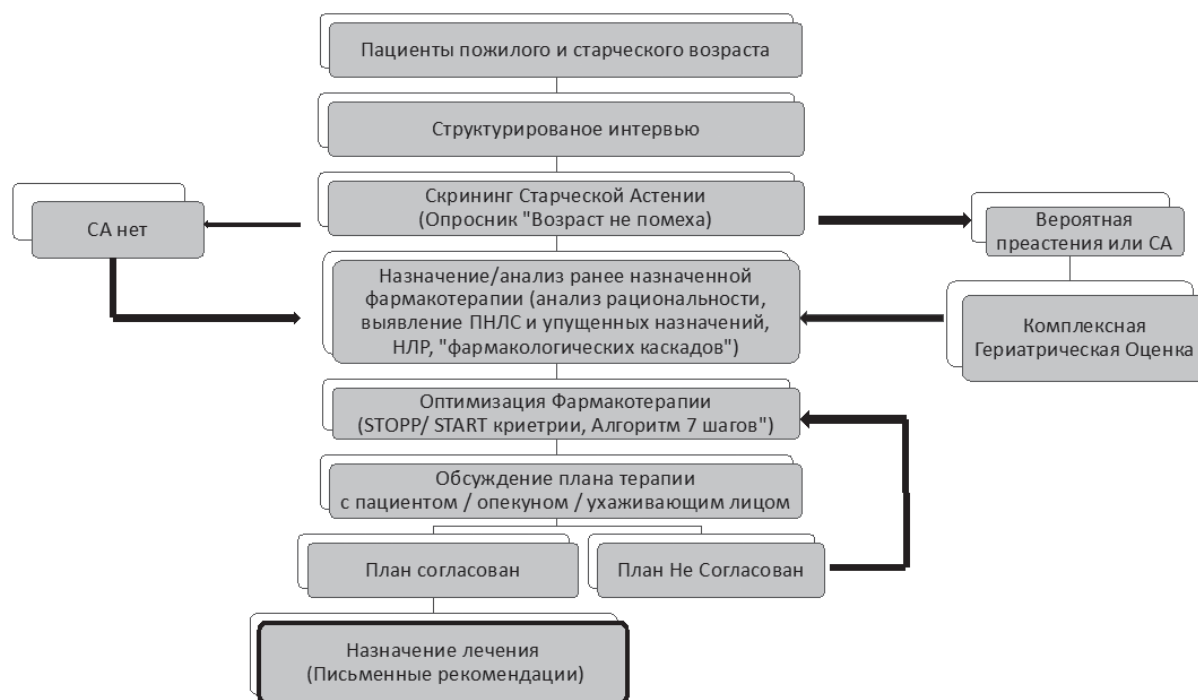 Пациенты пожилого и старческого возраста
Структурированое интервью
Скрининг Старческой Астении
(Опросник "Возраст не помеха)
СА нет
Вероятная
преастения или СА
Назначение/анализ ранее назначенной
фармакотерапии (анализ рациональности,
выявление ПНЛС и упущенных назначений,
НЛР, "фармакологических каскадов")
Комплексная
Гериатрическая Оценка
Оптимизация Фармакотерапии
(STOPP/ START криетрии, Алгоритм 7 шагов")
Обсуждение плана терапии
с пациентом / опекуном / ухаживающим лицом
План согласован
План Не Согласован
Назначение лечения
(Письменные рекомендации)